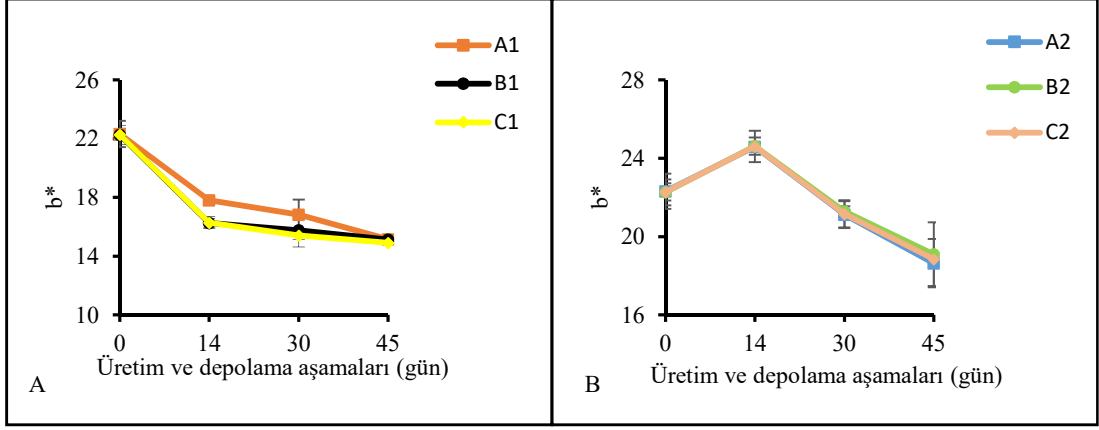 A1
B1
C1
26
22
18
14
10
b*
0 14 30 45
Üretim ve depolama aşamaları (gün)
A
A2
B2
C2
28
24
20
16
b*
0 14 30 45
Üretim ve depolama aşamaları (gün)
B